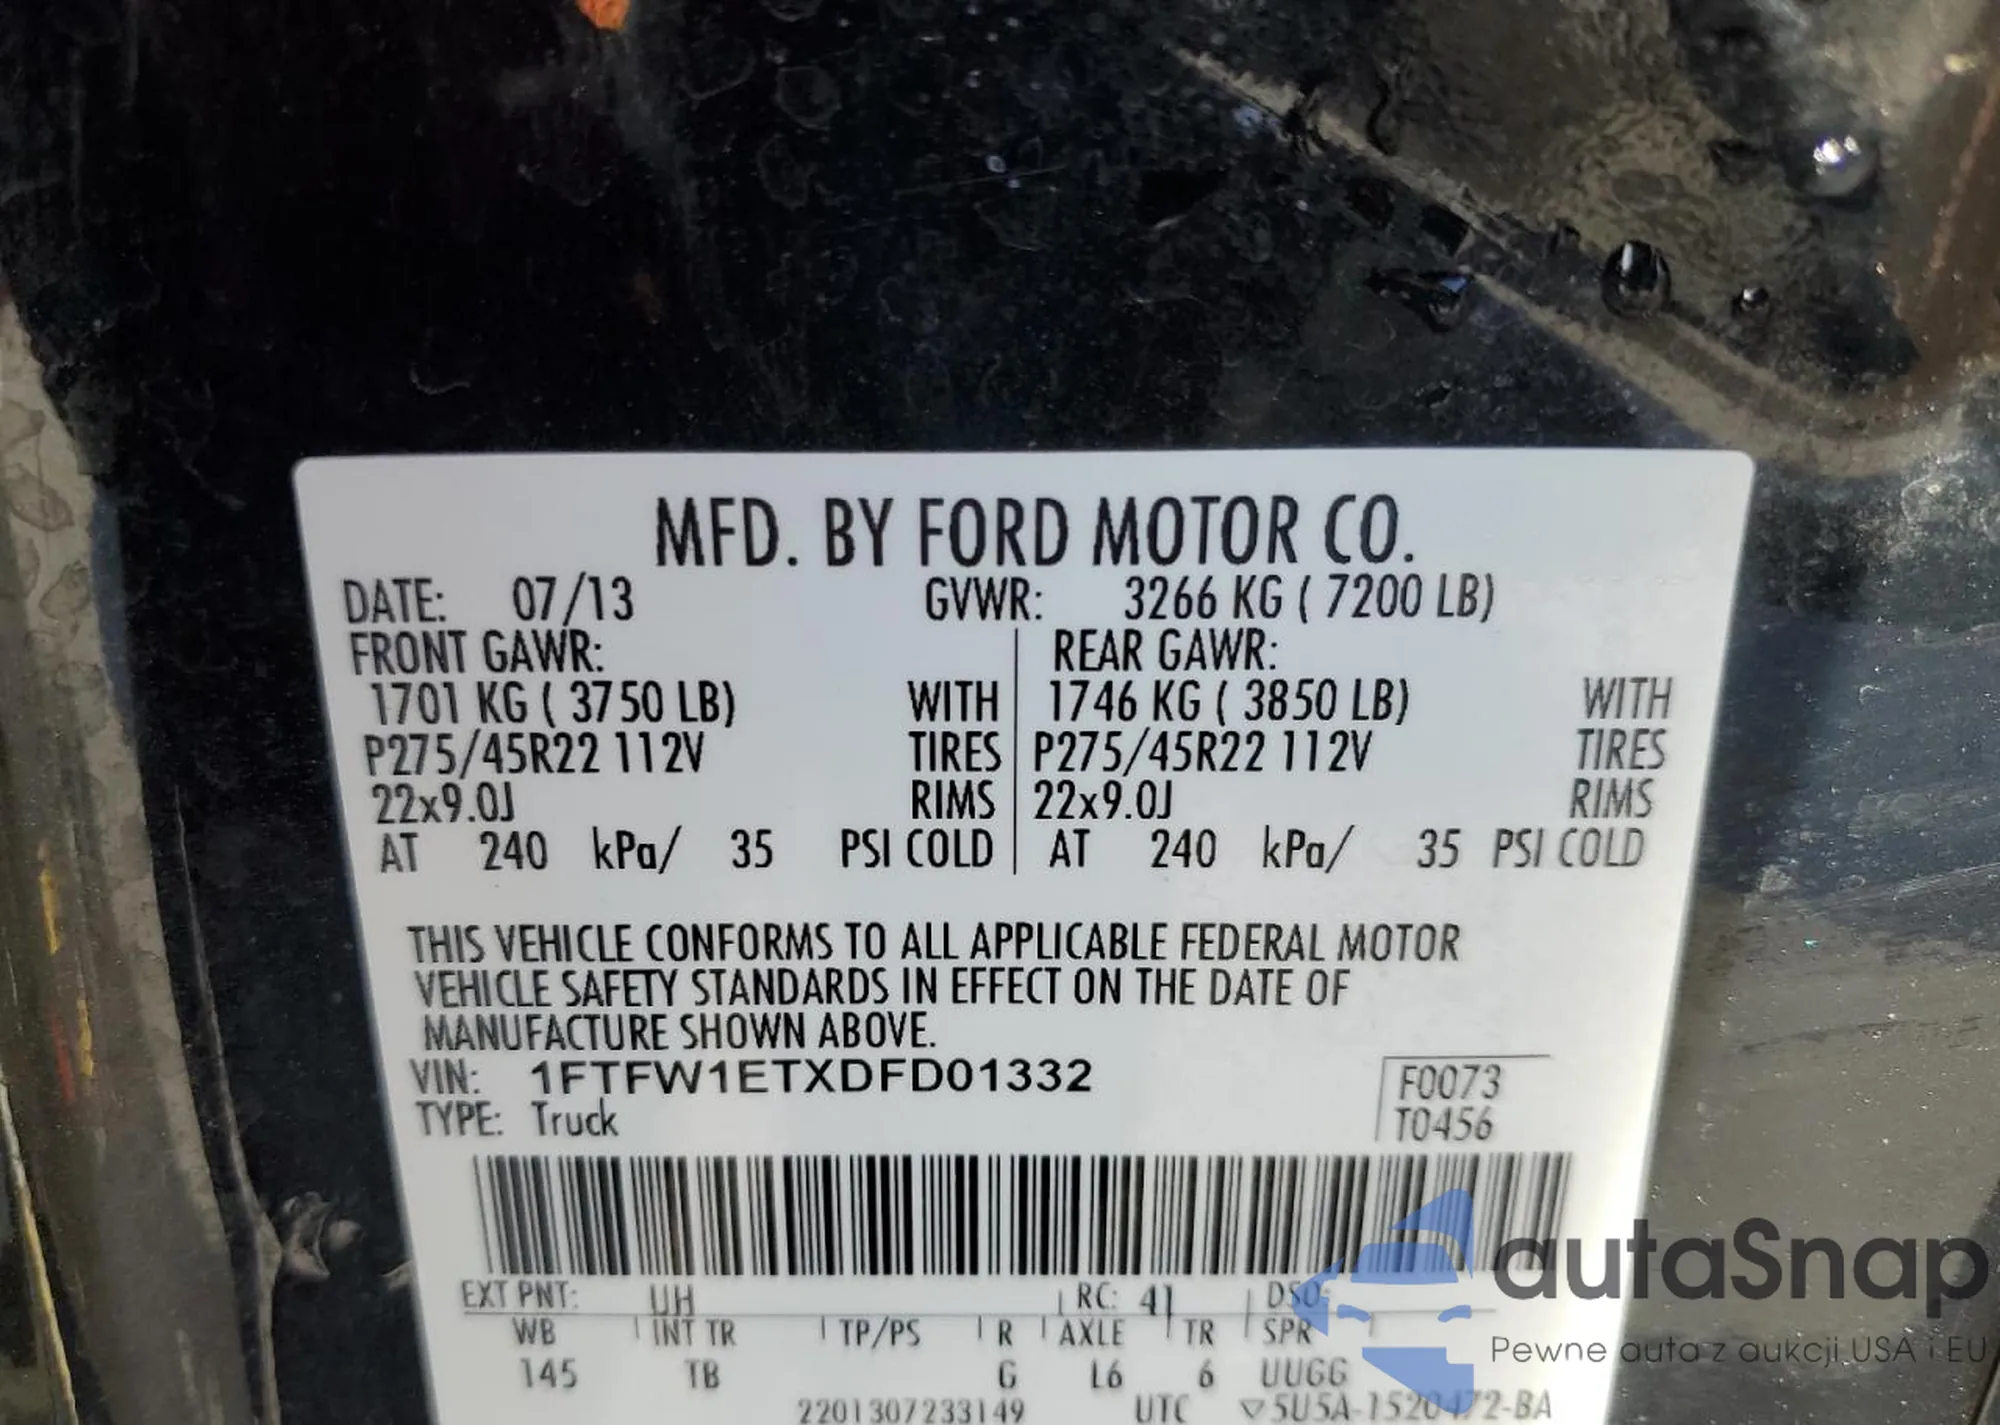 MFD. BY FORD MOTOR CO.
DATE: 07/13 GVWR: 3266 KG ( 7200 LB)
FRONT GAWR: REAR GAWR:
1701 KG ( 3750 LB) WITH 1746 KG ( 3850 LB) WITH
P275/45R22 112V TIRES P275/45R22 112V TIRES
22x9.0J RIMS 22x9.0J RIMS
AT 240 kPa/ 35 PSI COLD AT 240 kPa/ 35 PSI COLD
THIS VEHICLE CONFORMS TO ALL APPLICABLE FEDERAL MOTOR
VEHICLE SAFETY STANDARDS IN EFFECT ON THE DATE OF
MANUFACTURE SHOWN ABOVE.
VIN: 1FTFW1ETXDFD01332 F0073
TYPE: Truck T0456
EXT PNT: UH RC: 41 DSO:
WB INT TR TP/PS R AXLE TR SPR
145 TB G L6 6 UUGG
2201307233149 UTC ▽5U5A-1520472-BA
autaSnap
Pewne auta z aukcji USA i EU